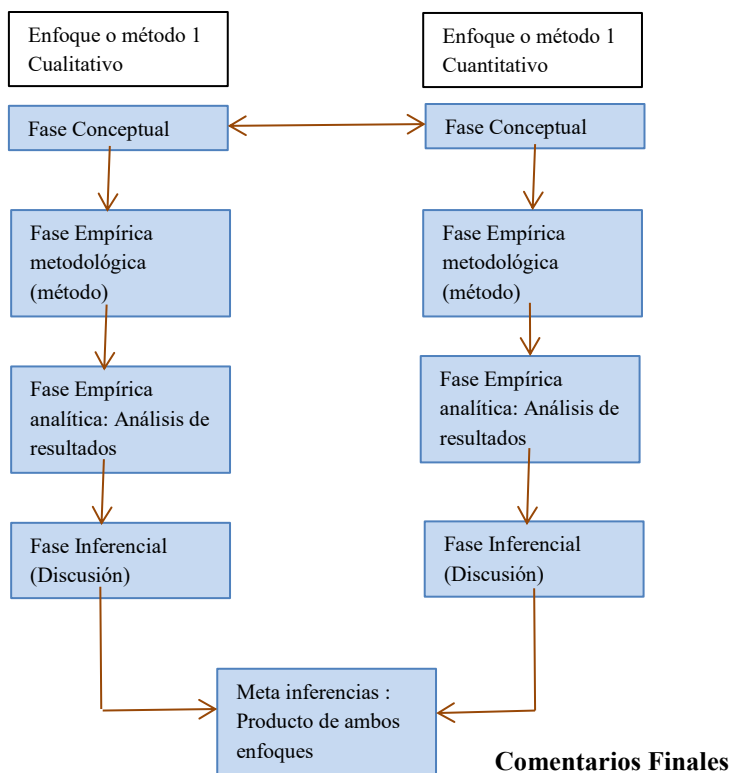 Enfoque o método 1
Cualitativo
Enfoque o método 1
Cuantitativo
Fase Conceptual
Fase Conceptual
Fase Empírica
metodológica
(método)
Fase Empírica
metodológica
(método)
Fase Empírica
analítica: Análisis de
resultados
Fase Empírica
analítica: Análisis de
resultados
Fase Inferencial
(Discusión)
Fase Inferencial
(Discusión)
Meta inferencias :
Producto de ambos
enfoques
Comentarios Finales